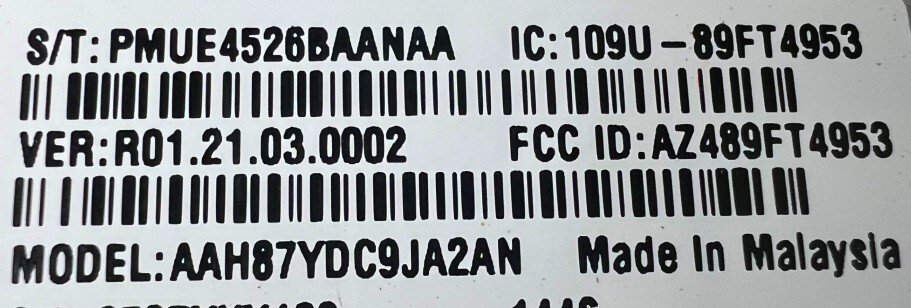 S/T: PMUE4526BAANAA IC: 109U - 89FT4953
VER: R01.21.03.0002 FCC ID: AZ489FT4953
MODEL: AAH87YDC9JA2AN Made In Malaysia